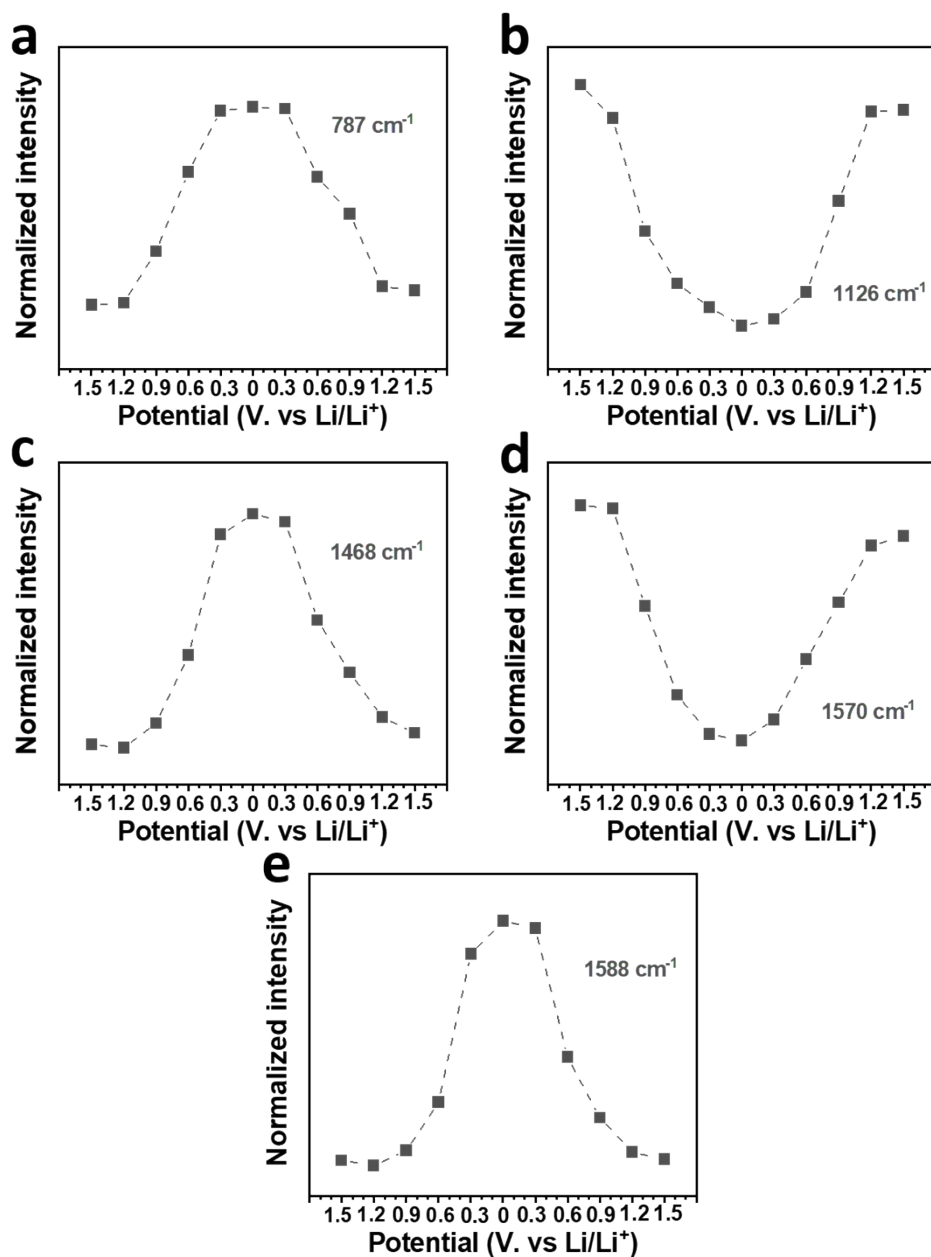 a
Normalized intensity
787 cm⁻¹
1.5 1.2 0.9 0.6 0.3 0 0.3 0.6 0.9 1.2 1.5
Potential (V. vs Li/Li⁺)
b
Normalized intensity
1126 cm⁻¹
1.5 1.2 0.9 0.6 0.3 0 0.3 0.6 0.9 1.2 1.5
Potential (V. vs Li/Li⁺)
c
Normalized intensity
1468 cm⁻¹
1.5 1.2 0.9 0.6 0.3 0 0.3 0.6 0.9 1.2 1.5
Potential (V. vs Li/Li⁺)
d
Normalized intensity
1570 cm⁻¹
1.5 1.2 0.9 0.6 0.3 0 0.3 0.6 0.9 1.2 1.5
Potential (V. vs Li/Li⁺)
e
Normalized intensity
1588 cm⁻¹
1.5 1.2 0.9 0.6 0.3 0 0.3 0.6 0.9 1.2 1.5
Potential (V. vs Li/Li⁺)